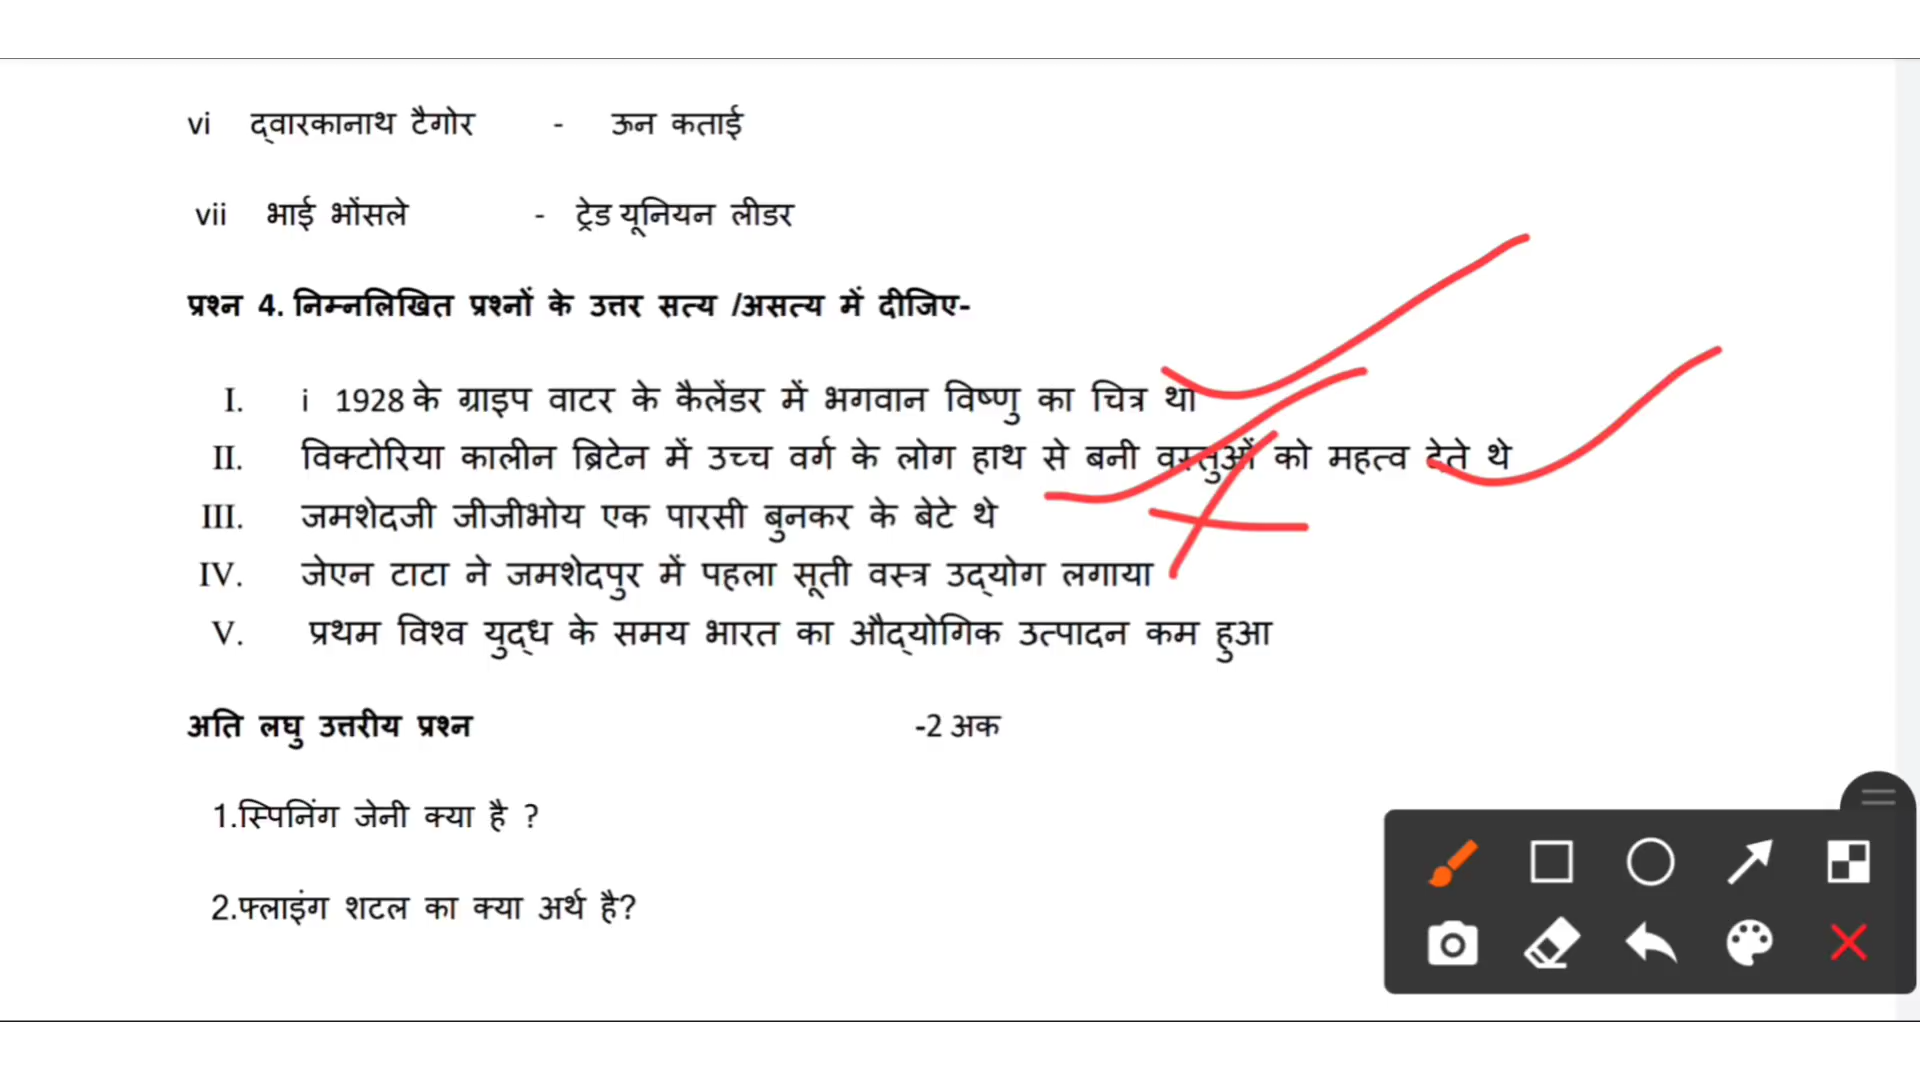 vi द्वारकानाथ टैगोर - ऊन कताई
vii भाई भोंसले - ट्रेड यूनियन लीडर
प्रश्न 4. निम्नलिखित प्रश्नों के उत्तर सत्य /असत्य में दीजिए-
I. i 1928 के ग्राइप वाटर के कैलेंडर में भगवान विष्णु का चित्र था
II. विक्टोरिया कालीन ब्रिटेन में उच्च वर्ग के लोग हाथ से बनी वस्तुओं को महत्व देते थे
III. जमशेदजी जीजीभोय एक पारसी बुनकर के बेटे थे
IV. जेएन टाटा ने जमशेदपुर में पहला सूती वस्त्र उद्योग लगाया
V. प्रथम विश्व युद्ध के समय भारत का औद्योगिक उत्पादन कम हुआ
अति लघु उत्तरीय प्रश्न -2 अक
1.स्पिनिंग जेनी क्या है ?
2.फ्लाइंग शटल का क्या अर्थ है?